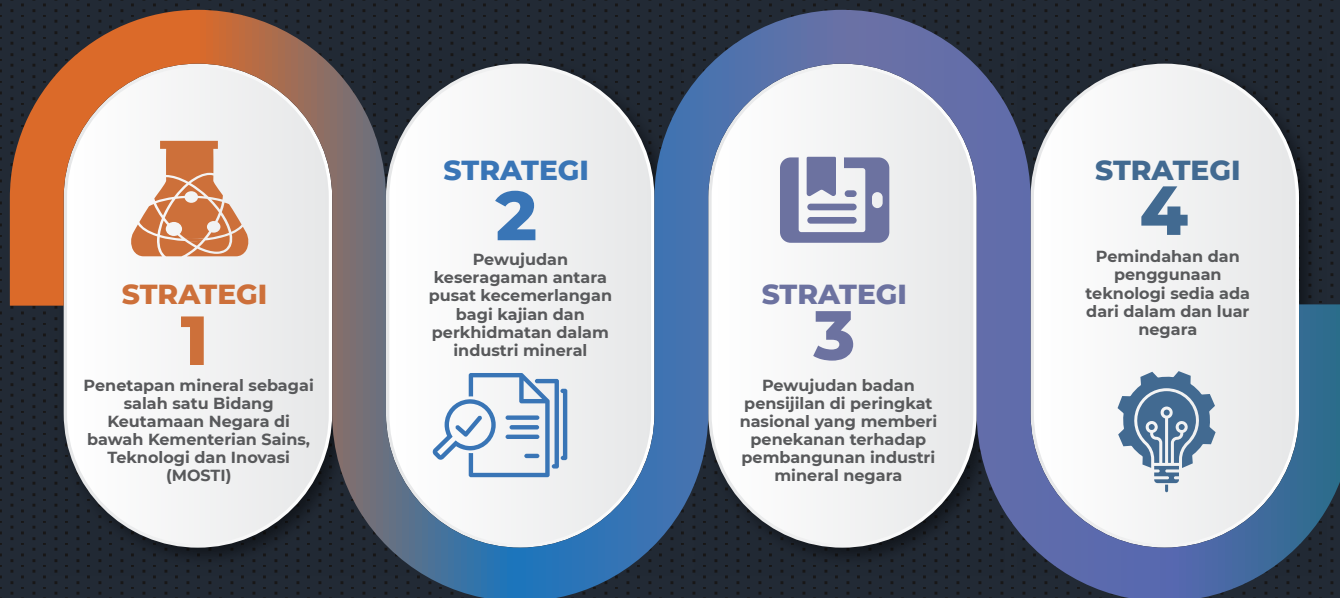 STRATEGI
1
Penetapan mineral sebagai
salah satu Bidang
Keutamaan Negara di
bawah Kementerian Sains,
Teknologi dan Inovasi
(MOSTI)
STRATEGI
2
Pewujudan
keseragaman antara
pusat kecemerlangan
bagi kajian dan
perkhidmatan dalam
industri mineral
STRATEGI
3
Pewujudan badan
pensijilan di peringkat
nasional yang memberi
penekanan terhadap
pembangunan industri
mineral negara
STRATEGI
4
Pemindahan dan
penggunaan
teknologi sedia ada
dari dalam dan luar
negara